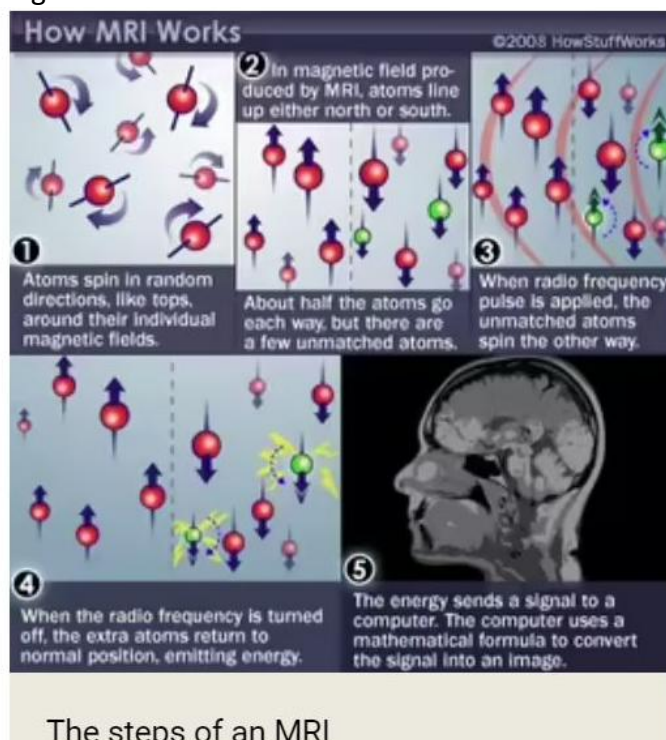 How MRI Works
©2008 HowStuffWorks
1
Atoms spin in random
directions, like tops,
around their individual
magnetic fields.
2 In magnetic field pro-
duced by MRI, atoms line
up either north or south.
About half the atoms go
each way, but there are
a few unmatched atoms.
3
When radio frequency
pulse is applied, the
unmatched atoms
spin the other way.
4
When the radio frequency is turned
off, the extra atoms return to
normal position, emitting energy.
5
The energy sends a signal to a
computer. The computer uses a
mathematical formula to convert
the signal into an image.
The steps of an MRI